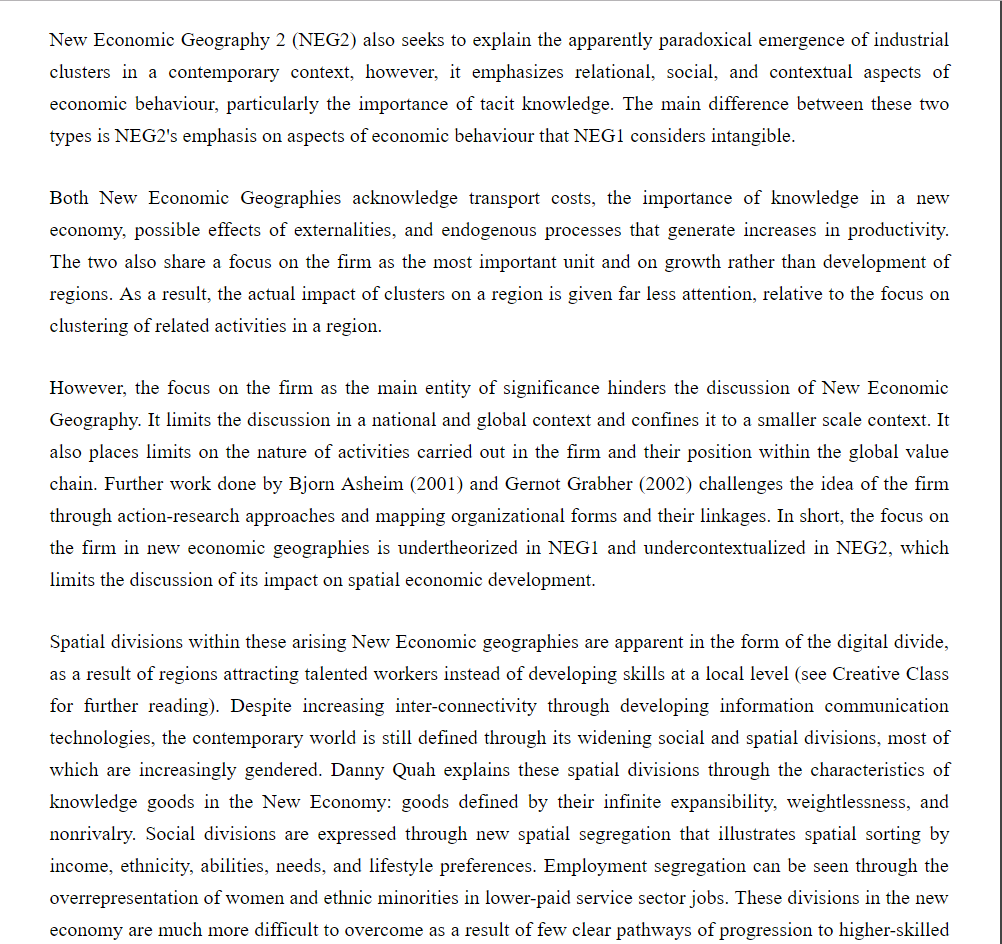 New Economic Geography 2 (NEG2) also seeks to explain the apparently paradoxical emergence of industrial
clusters in a contemporary context, however, it emphasizes relational, social, and contextual aspects of
economic behaviour, particularly the importance of tacit knowledge. The main difference between these two
types is NEG2's emphasis on aspects of economic behaviour that NEG1 considers intangible.
Both New Economic Geographies acknowledge transport costs, the importance of knowledge in a new
economy, possible effects of externalities, and endogenous processes that generate increases in productivity.
The two also share a focus on the firm as the most important unit and on growth rather than development of
regions. As a result, the actual impact of clusters on a region is given far less attention, relative to the focus on
clustering of related activities in a region.
However, the focus on the firm as the main entity of significance hinders the discussion of New Economic
Geography. It limits the discussion in a national and global context and confines it to a smaller scale context. It
also places limits on the nature of activities carried out in the firm and their position within the global value
chain. Further work done by Bjorn Asheim (2001) and Gernot Grabher (2002) challenges the idea of the firm
through action-research approaches and mapping organizational forms and their linkages. In short, the focus on
the firm in new economic geographies is undertheorized in NEG1 and undercontextualized in NEG2, which
limits the discussion of its impact on spatial economic development.
Spatial divisions within these arising New Economic geographies are apparent in the form of the digital divide,
as a result of regions attracting talented workers instead of developing skills at a local level (see Creative Class
for further reading). Despite increasing inter-connectivity through developing information communication
technologies, the contemporary world is still defined through its widening social and spatial divisions, most of
which are increasingly gendered. Danny Quah explains these spatial divisions through the characteristics of
knowledge goods in the New Economy: goods defined by their infinite expansibility, weightlessness, and
nonrivalry. Social divisions are expressed through new spatial segregation that illustrates spatial sorting by
income, ethnicity, abilities, needs, and lifestyle preferences. Employment segregation can be seen through the
overrepresentation of women and ethnic minorities in lower-paid service sector jobs. These divisions in the new
economy are much more difficult to overcome as a result of few clear pathways of progression to higher-skilled